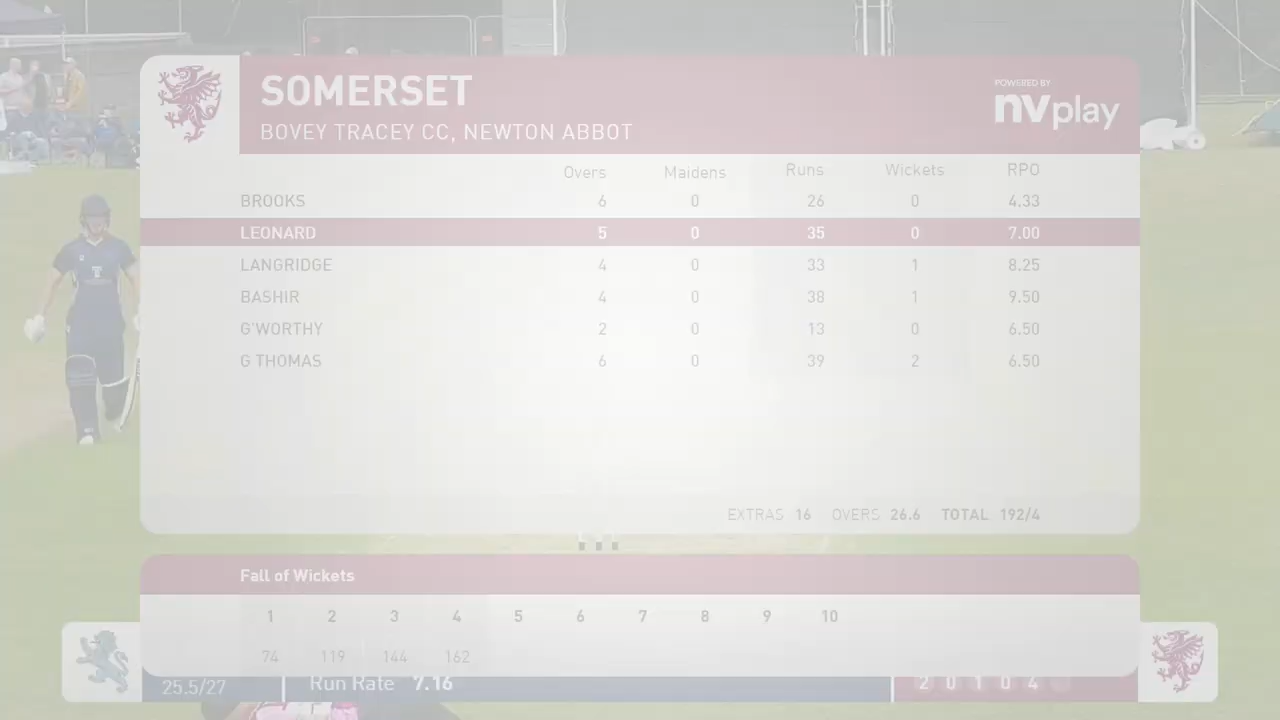 SOMERSET
BOVEY TRACEY CC, NEWTON ABBOT
POWERED BY
nvplay
Overs Maidens Runs Wickets RPO
BROOKS 6 0 26 0 4.33
LEONARD 5 0 35 0 7.00
LANGRIDGE 4 0 33 1 8.25
BASHIR 4 0 38 1 9.50
G'WORTHY 2 0 13 0 6.50
G THOMAS 6 0 39 2 6.50
EXTRAS 16 OVERS 26.6 TOTAL 192/4
Fall of Wickets
1 2 3 4 5 6 7 8 9 10
74 119 144 162
25.5/27 Run Rate 7.16 2 0 1 0 4